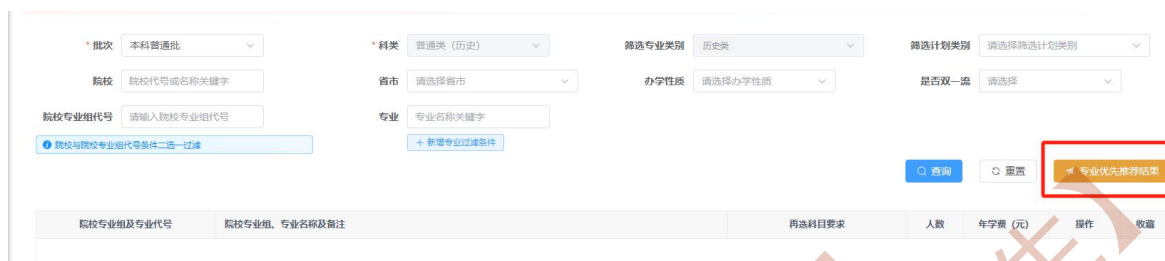 * 批次 本科普通批 * 科类 普通类（历史） 筛选专业类别 历史类 筛选计划类别 请选择筛选计划类别
院校 院校代号或名称关键字 省市 请选择省市 办学性质 请选择办学性质 是否双一流 请选择
院校专业组代号 请输入院校专业组代号 专业 专业名称关键字
院校与院校专业组代号条件二选一过滤 + 新增专业过滤条件
查询 重置 专业优先推荐结果
院校专业组及专业代号 院校专业组、专业名称及备注 再选科目要求 人数 年学费（元） 操作 收藏